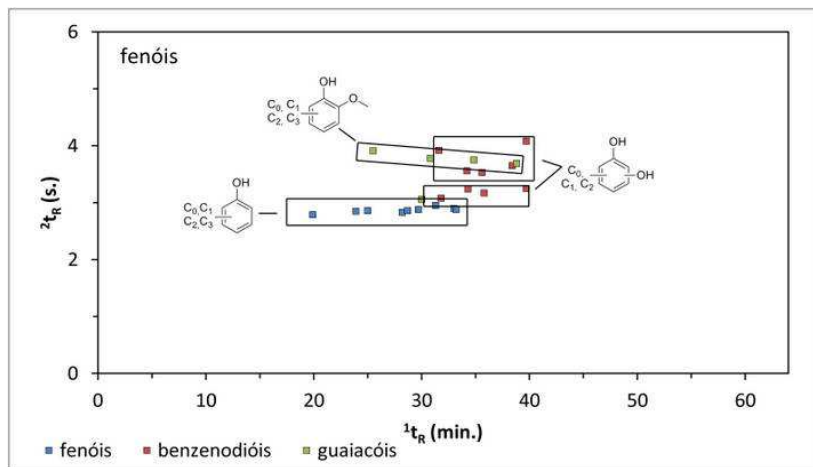 fenóis
6
4
2
0
²tR (s.)
OH
O
C0, C1
C2, C3
OH
C0,C1
C2,C3
OH
C0,
C1, C2
OH
0 10 20 30 40 50 60
¹tR (min.)
fenóis benzenodióis guaiacóis